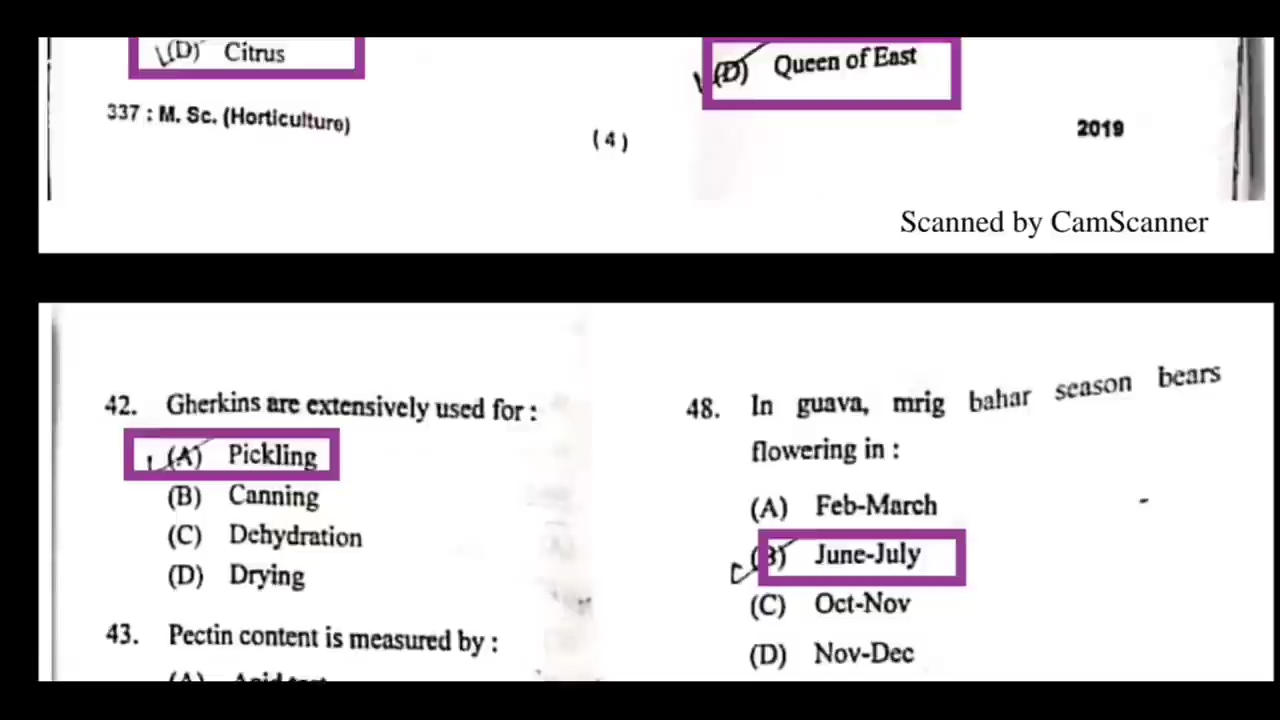 (D) Citrus
(D) Queen of East
337 : M. Sc. (Horticulture)
( 4 )
2019
Scanned by CamScanner
42. Gherkins are extensively used for :
(A) Pickling
(B) Canning
(C) Dehydration
(D) Drying
43. Pectin content is measured by :
(A) Acid test
48. In guava, mrig bahar season bears
flowering in :
(A) Feb-March
(B) June-July
(C) Oct-Nov
(D) Nov-Dec